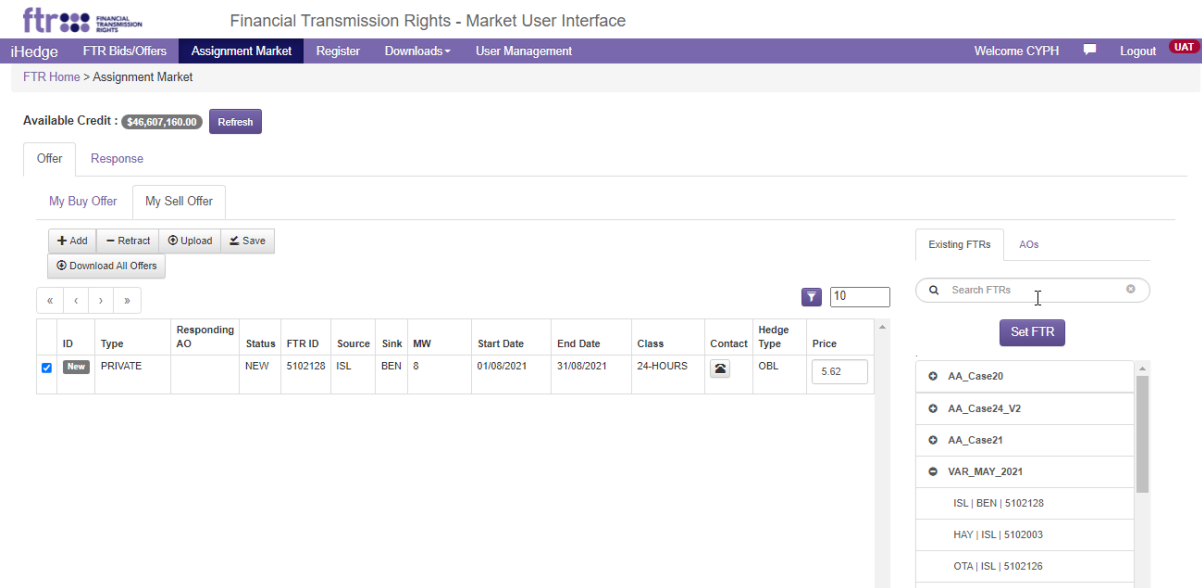 ftr FINANCIAL TRANSMISSION RIGHTS
Financial Transmission Rights - Market User Interface
iHedge FTR Bids/Offers Assignment Market Register Downloads User Management Welcome CYPH Logout UAT
FTR Home > Assignment Market
Available Credit : $46,607,160.00 Refresh
Offer Response
My Buy Offer My Sell Offer
Add Retract Upload Save
Download All Offers
« ‹ › » 10
ID Type Responding AO Status FTR ID Source Sink MW Start Date End Date Class Contact Hedge Type Price
New PRIVATE NEW 5102128 ISL BEN 8 01/08/2021 31/08/2021 24-HOURS OBL 5.62
Existing FTRs AOs
Search FTRs
Set FTR
AA_Case20
AA_Case24_V2
AA_Case21
VAR_MAY_2021
ISL | BEN | 5102128
HAY | ISL | 5102003
OTA | ISL | 5102126